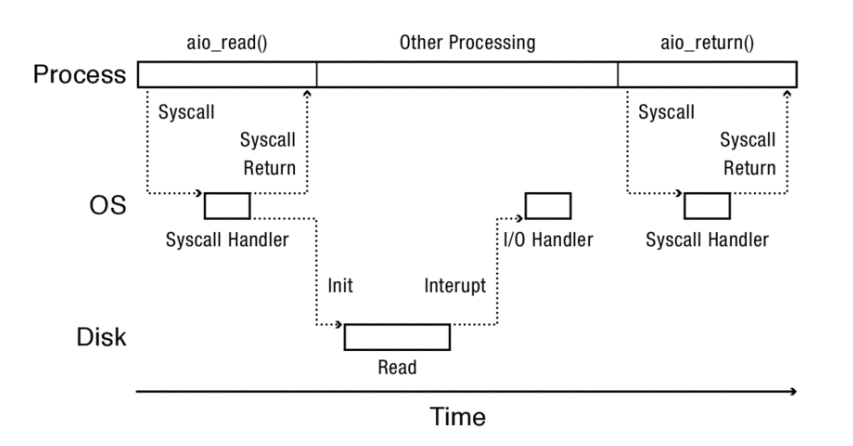 aio_read()
Other Processing
aio_return()
Process
Syscall
Syscall
Return
Syscall
Syscall
Return
OS
Syscall Handler
I/O Handler
Syscall Handler
Init
Interupt
Disk
Read
Time